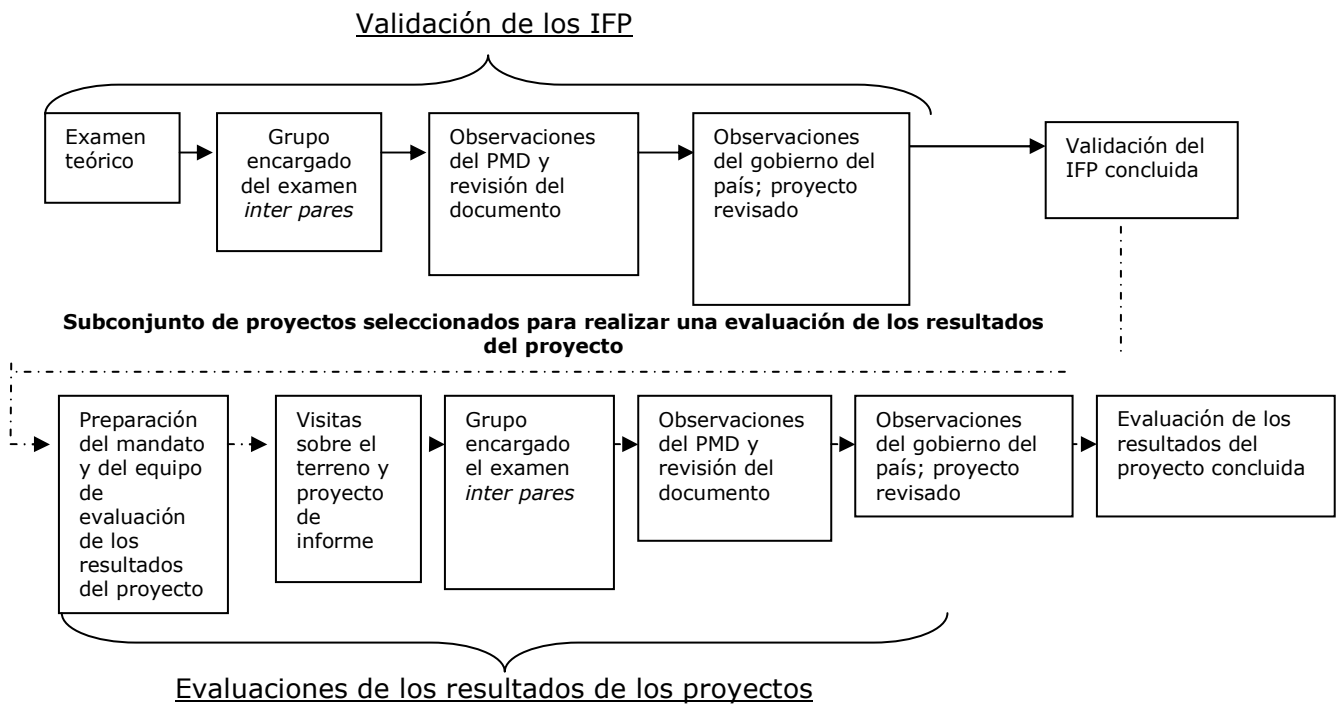 Validación de los IFP
Examen
teórico
Grupo
encargado
del examen
inter pares
Observaciones
del PMD y
revisión del
documento
Observaciones
del gobierno del
país; proyecto
revisado
Validación del
IFP concluida
Subconjunto de proyectos seleccionados para realizar una evaluación de los resultados
del proyecto
Preparación
del mandato
y del equipo
de
evaluación
de los
resultados
del proyecto
Visitas
sobre el
terreno y
proyecto
de
informe
Grupo
encargado
el examen
inter pares
Observaciones
del PMD y
revisión del
documento
Observaciones
del gobierno del
país; proyecto
revisado
Evaluación de los
resultados del
proyecto concluida
Evaluaciones de los resultados de los proyectos